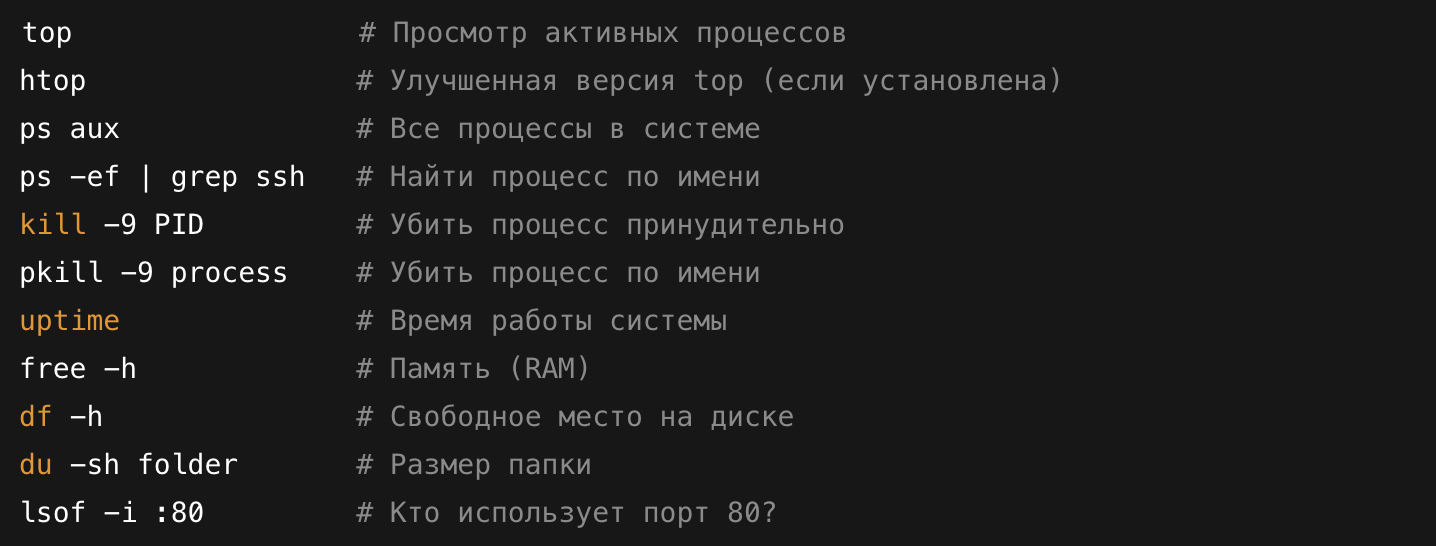 top                 # Просмотр активных процессов
htop                # Улучшенная версия top (если установлена)
ps aux              # Все процессы в системе
ps -ef | grep ssh   # Найти процесс по имени
kill -9 PID         # Убить процесс принудительно
pkill -9 process    # Убить процесс по имени
uptime              # Время работы системы
free -h             # Память (RAM)
df -h               # Свободное место на диске
du -sh folder       # Размер папки
lsof -i :80         # Кто использует порт 80?